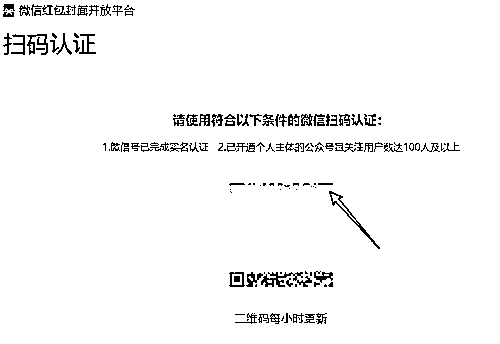 微信红包封面开放平台
扫码认证
请使用符合以下条件的微信扫码认证:
1.微信号已完成实名认证 2.已开通个人主体的公众号且关注用户数达100人及以上
二维码每小时更新